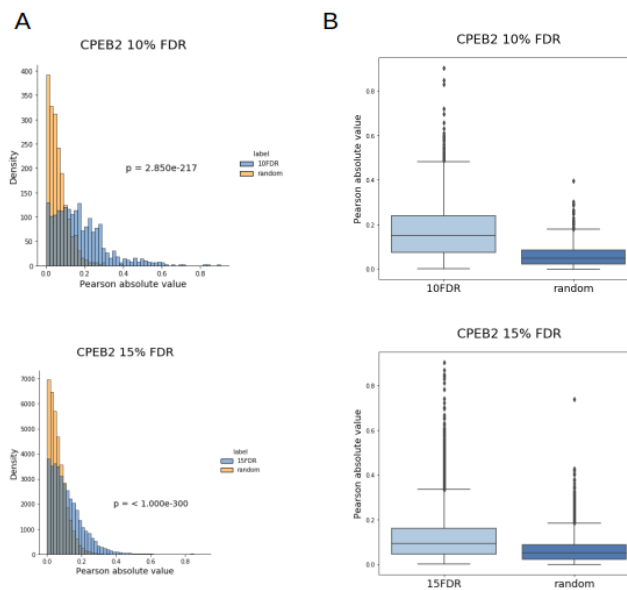 A
CPEB2 10% FDR
400
350
300
250
200
150
100
50
0
Density
p = 2.850e-217
label
10FDR
random
0.0 0.2 0.4 0.6 0.8
Pearson absolute value
B
CPEB2 10% FDR
0.8
0.6
0.4
0.2
0.0
Pearson absolute value
10FDR random
CPEB2 15% FDR
7000
6000
5000
4000
3000
2000
1000
0
Density
p = < 1.000e-300
label
15FDR
random
0.0 0.2 0.4 0.6 0.8
Pearson absolute value
CPEB2 15% FDR
0.8
0.6
0.4
0.2
0.0
Pearson absolute value
15FDR random